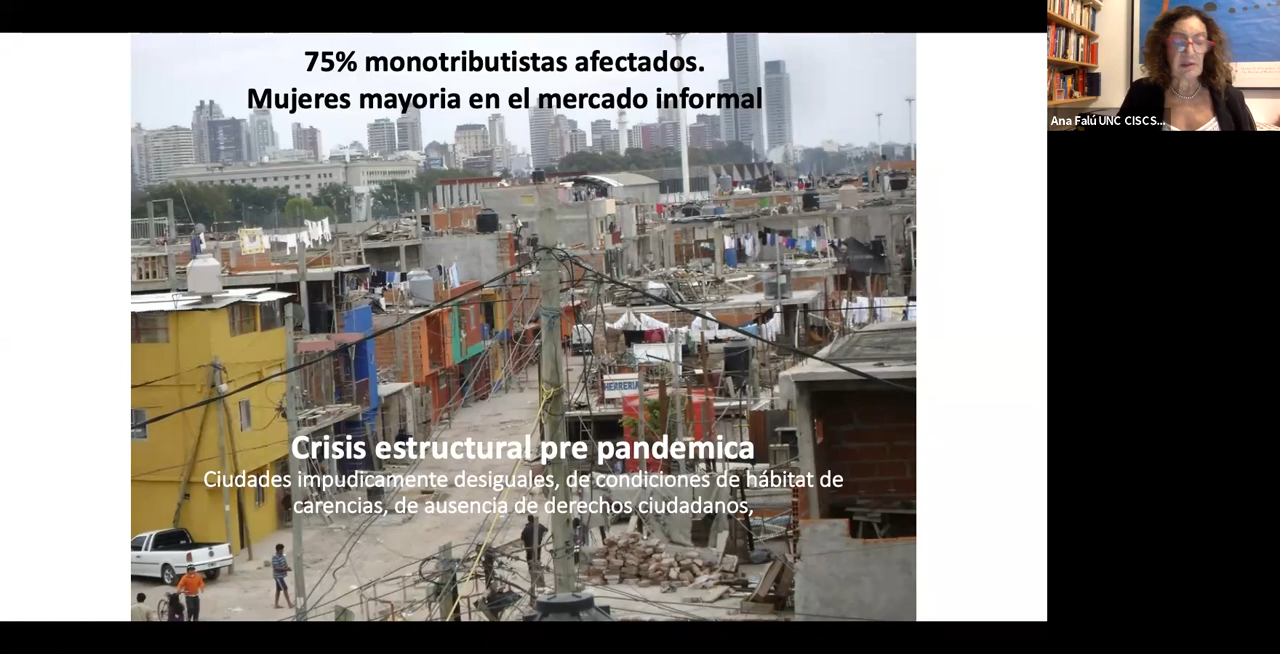 75% monotributistas afectados.
Mujeres mayoria en el mercado informal
HERRERIA
Crisis estructural pre pandemica
Ciudades impudicamente desiguales, de condiciones de hábitat de
carencias, de ausencia de derechos ciudadanos,
Ana Falú UNC CISCS...